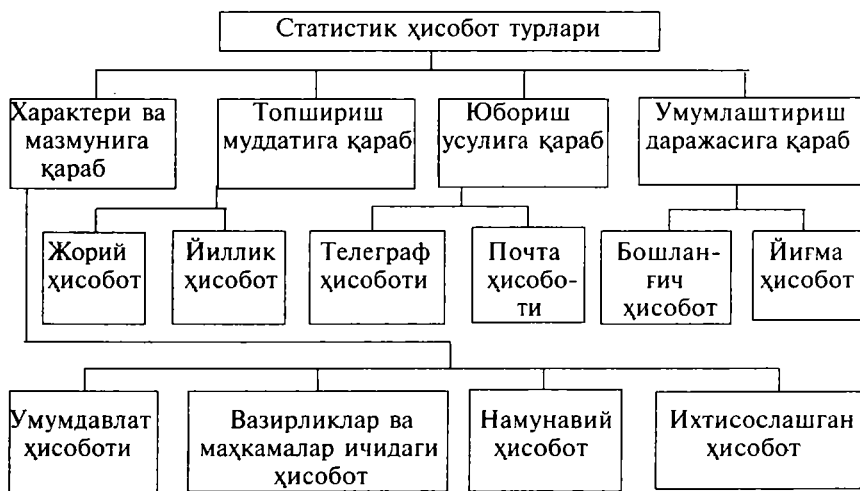 Статистик ҳисобот турлари
Характери ва
мазмунига
қараб
Топшириш
муддатига қараб
Юбориш
усулига қараб
Умумлаштириш
даражасига қараб
Жорий
ҳисобот
Йиллик
ҳисобот
Телеграф
ҳисоботи
Почта
ҳисобо-
ти
Бошлан-
ғич
ҳисобот
Йиғма
ҳисобот
Умумдавлат
ҳисоботи
Вазирликлар ва
маҳкамалар ичидаги
ҳисобот
Намунавий
ҳисобот
Ихтисослашган
ҳисобот